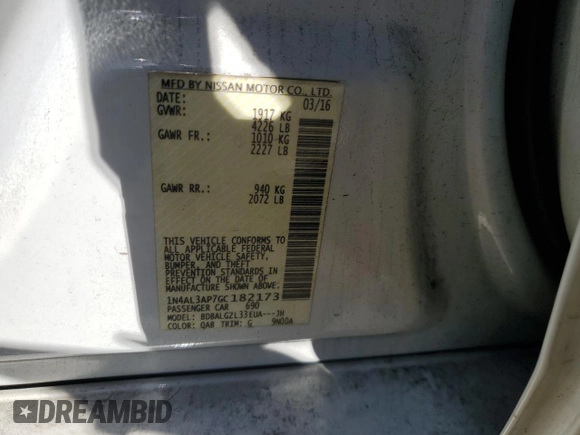 MFD BY NISSAN MOTOR CO., LTD.
DATE: 03/16
GVWR: 1917 KG
4226 LB
GAWR FR.: 1010 KG
2227 LB
GAWR RR.: 940 KG
2072 LB
THIS VEHICLE CONFORMS TO
ALL APPLICABLE FEDERAL
MOTOR VEHICLE SAFETY,
BUMPER, AND THEFT
PREVENTION STANDARDS IN
EFFECT ON THE DATE OF
MANUFACTURE SHOWN ABOVE.
1N4AL3AP7GC182173
PASSENGER CAR 690
MODEL: BDBALGZL33EUA---JH
COLOR: QAB TRIM: G 9N00A
DREAMBID